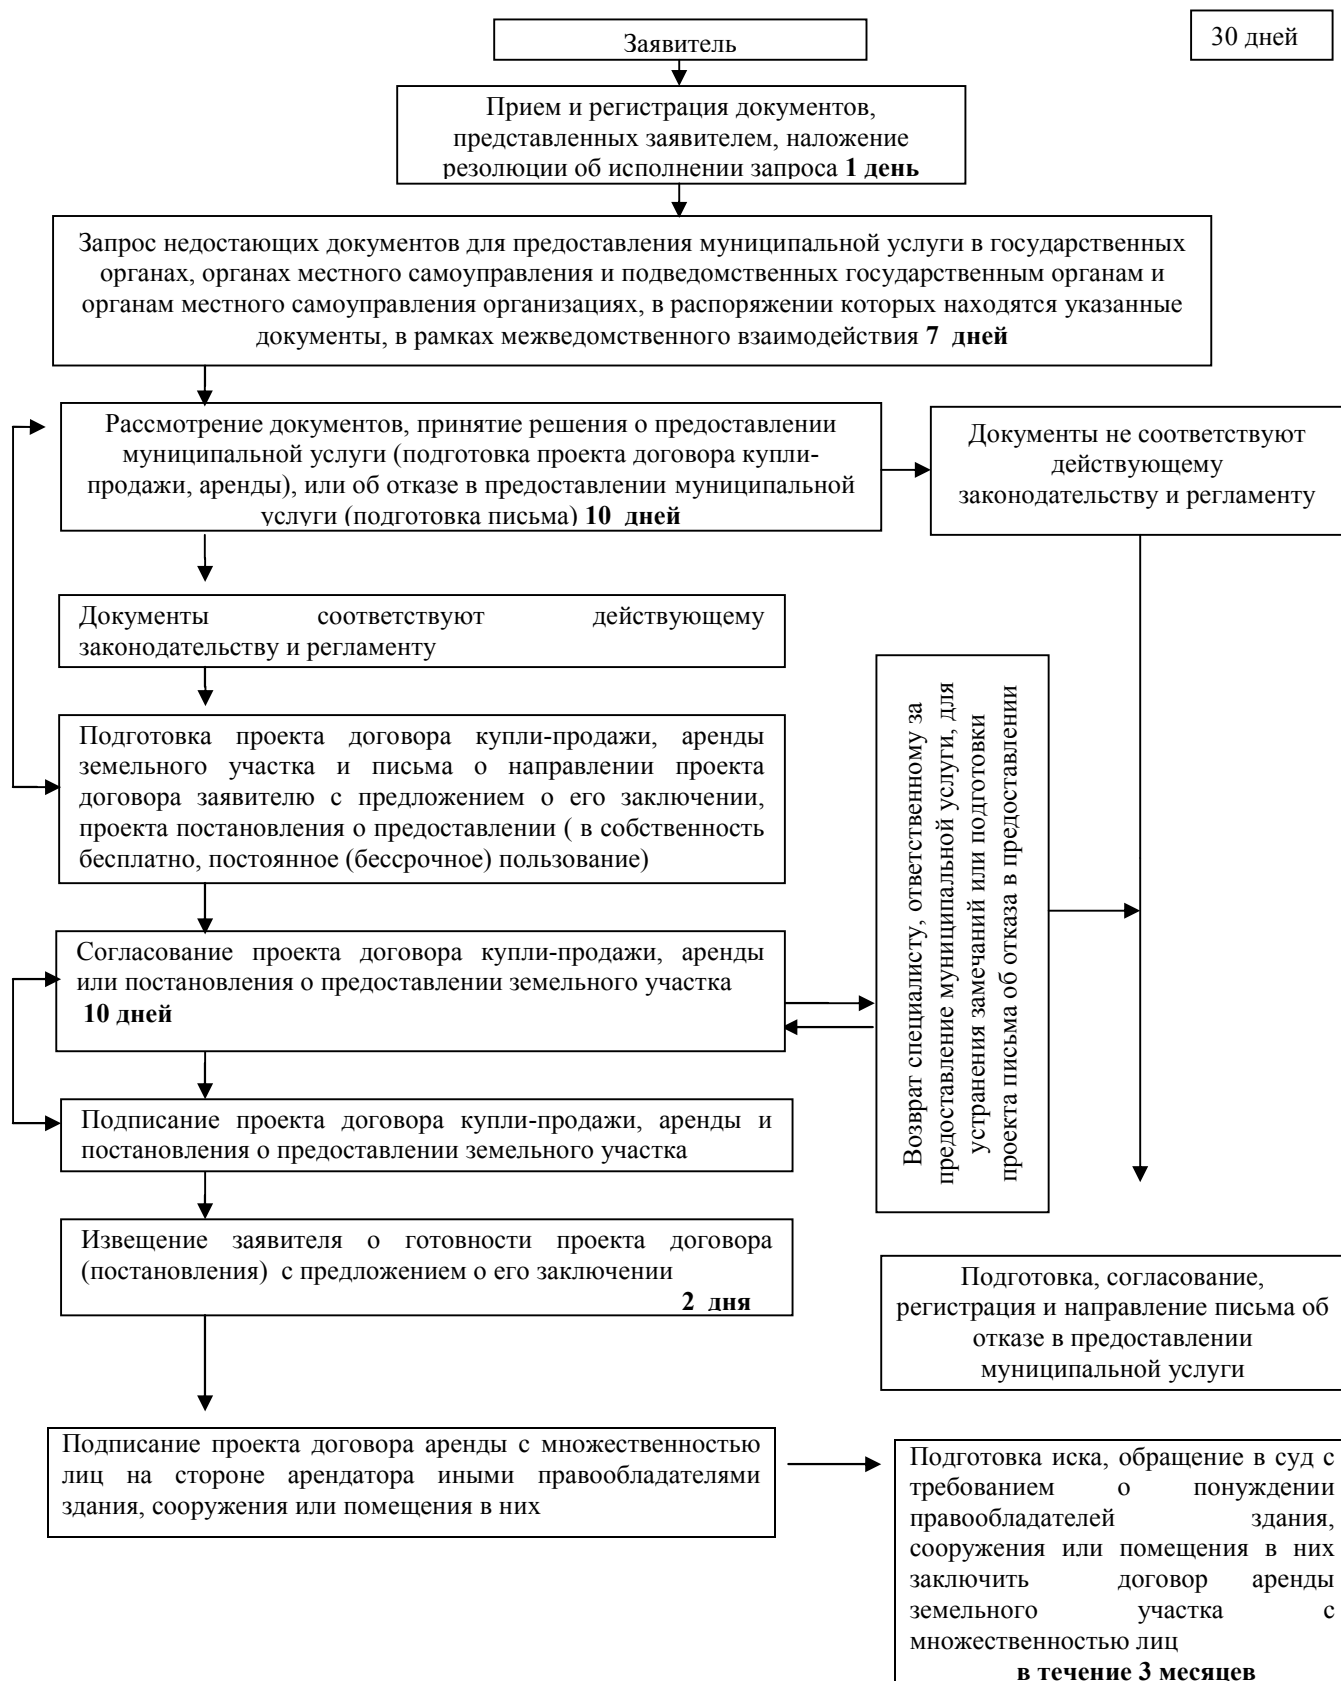 Заявитель
30 дней
Прием и регистрация документов,
представленных заявителем, наложение
резолюции об исполнении запроса 1 день
Запрос недостающих документов для предоставления муниципальной услуги в государственных
органах, органах местного самоуправления и подведомственных государственным органам и
органам местного самоуправления организациях, в распоряжении которых находятся указанные
документы, в рамках межведомственного взаимодействия 7 дней
Рассмотрение документов, принятие решения о предоставлении
муниципальной услуги (подготовка проекта договора купли-
продажи, аренды), или об отказе в предоставлении муниципальной
услуги (подготовка письма) 10 дней
Документы не соответствуют
действующему
законодательству и регламенту
Документы соответствуют действующему
законодательству и регламенту
Подготовка проекта договора купли-продажи, аренды
земельного участка и письма о направлении проекта
договора заявителю с предложением о его заключении,
проекта постановления о предоставлении ( в собственность
бесплатно, постоянное (бессрочное) пользование)
Возврат специалисту, ответственному за
предоставление муниципальной услуги, для
устранения замечаний или подготовки
проекта письма об отказа в предоставлении
Согласование проекта договора купли-продажи, аренды
или постановления о предоставлении земельного участка
10 дней
Подписание проекта договора купли-продажи, аренды и
постановления о предоставлении земельного участка
Извещение заявителя о готовности проекта договора
(постановления) с предложением о его заключении
2 дня
Подготовка, согласование,
регистрация и направление письма об
отказе в предоставлении
муниципальной услуги
Подписание проекта договора аренды с множественностью
лиц на стороне арендатора иными правообладателями
здания, сооружения или помещения в них
Подготовка иска, обращение в суд с
требованием о понуждении
правообладателей здания,
сооружения или помещения в них
заключить договор аренды
земельного участка с
множественностью лиц
в течение 3 месяцев